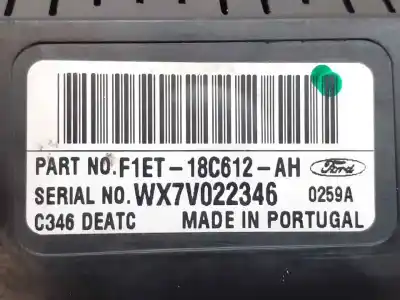 PART NO. F1ET-18C612-AH Ford
SERIAL NO. WX7V022346 0259A
C346 DEATC MADE IN PORTUGAL